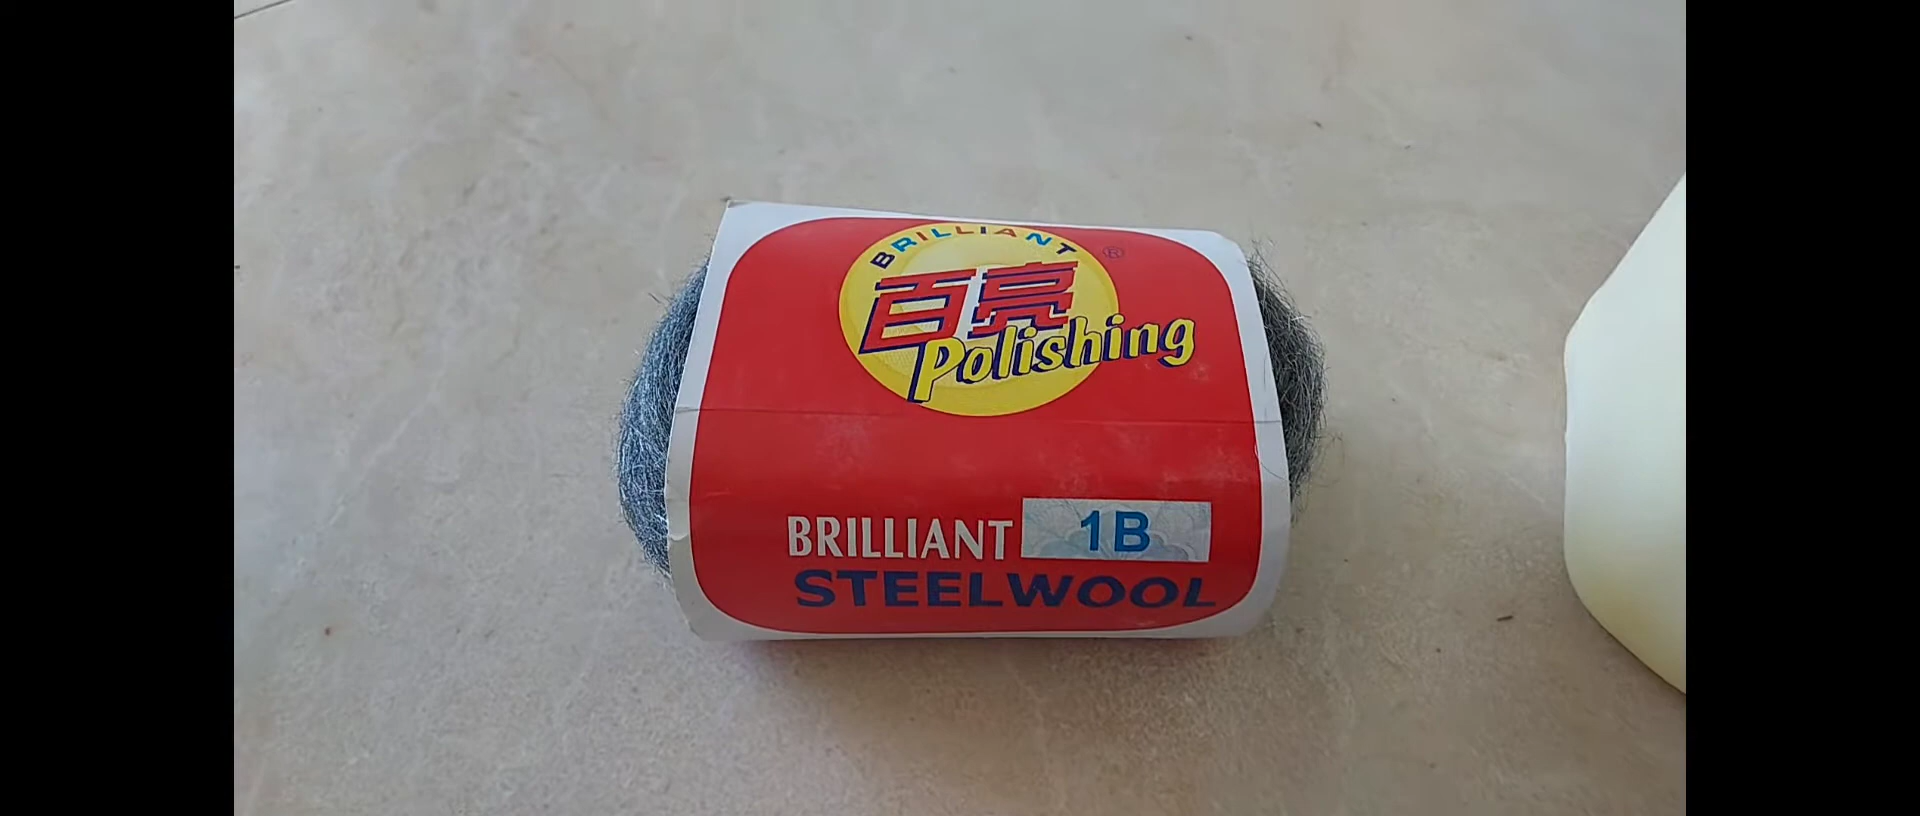 BRILLIANT ®
百亮
Polishing
BRILLIANT 1B
STEELWOOL